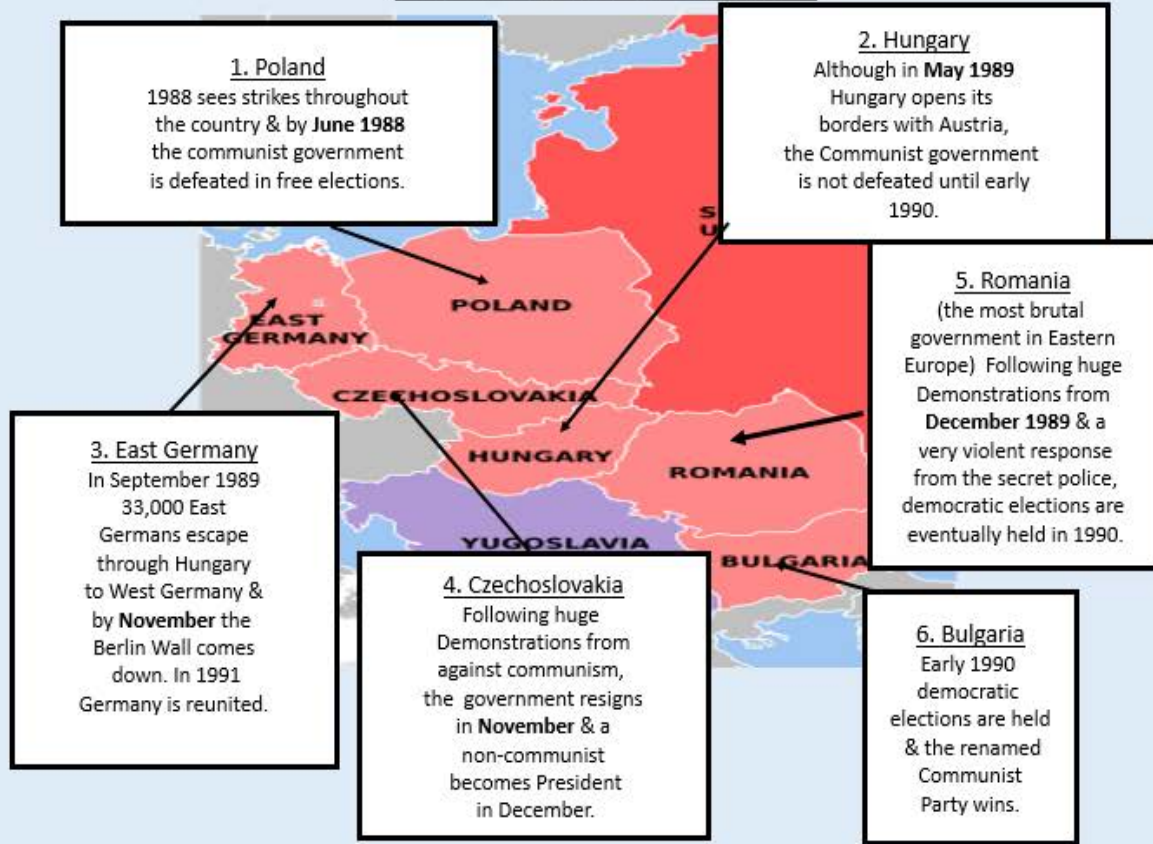 1. Poland
1988 sees strikes throughout
the country & by June 1988
the communist government
is defeated in free elections.
2. Hungary
Although in May 1989
Hungary opens its
borders with Austria,
the Communist government
is not defeated until early
1990.
S
U
POLAND
EAST
GERMANY
CZECHOSLOVAKIA
HUNGARY
ROMANIA
YUGOSLAVIA
BULGARIA
5. Romania
(the most brutal
government in Eastern
Europe) Following huge
Demonstrations from
December 1989 & a
very violent response
from the secret police,
democratic elections are
eventually held in 1990.
3. East Germany
In September 1989
33,000 East
Germans escape
through Hungary
to West Germany &
by November the
Berlin Wall comes
down. In 1991
Germany is reunited.
4. Czechoslovakia
Following huge
Demonstrations from
against communism,
the government resigns
in November & a
non-communist
becomes President
in December.
6. Bulgaria
Early 1990
democratic
elections are held
& the renamed
Communist
Party wins.